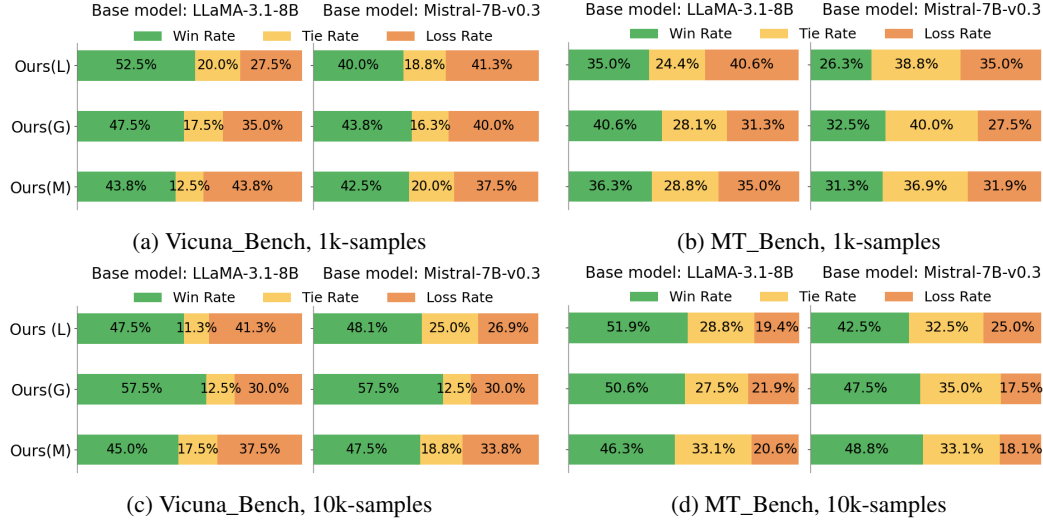 Base model: LLaMA-3.1-8B Base model: Mistral-7B-v0.3 Base model: LLaMA-3.1-8B Base model: Mistral-7B-v0.3
Win Rate Tie Rate Loss Rate Win Rate Tie Rate Loss Rate
Ours(L) 52.5% 20.0% 27.5% 40.0% 18.8% 41.3% 35.0% 24.4% 40.6% 26.3% 38.8% 35.0%
Ours(G) 47.5% 17.5% 35.0% 43.8% 16.3% 40.0% 40.6% 28.1% 31.3% 32.5% 40.0% 27.5%
Ours(M) 43.8% 12.5% 43.8% 42.5% 20.0% 37.5% 36.3% 28.8% 35.0% 31.3% 36.9% 31.9%
(a) Vicuna_Bench, 1k-samples (b) MT_Bench, 1k-samples
Base model: LLaMA-3.1-8B Base model: Mistral-7B-v0.3 Base model: LLaMA-3.1-8B Base model: Mistral-7B-v0.3
Win Rate Tie Rate Loss Rate Win Rate Tie Rate Loss Rate
Ours (L) 47.5% 11.3% 41.3% 48.1% 25.0% 26.9% 51.9% 28.8% 19.4% 42.5% 32.5% 25.0%
Ours(G) 57.5% 12.5% 30.0% 57.5% 12.5% 30.0% 50.6% 27.5% 21.9% 47.5% 35.0% 17.5%
Ours(M) 45.0% 17.5% 37.5% 47.5% 18.8% 33.8% 46.3% 33.1% 20.6% 48.8% 33.1% 18.1%
(c) Vicuna_Bench, 10k-samples (d) MT_Bench, 10k-samples